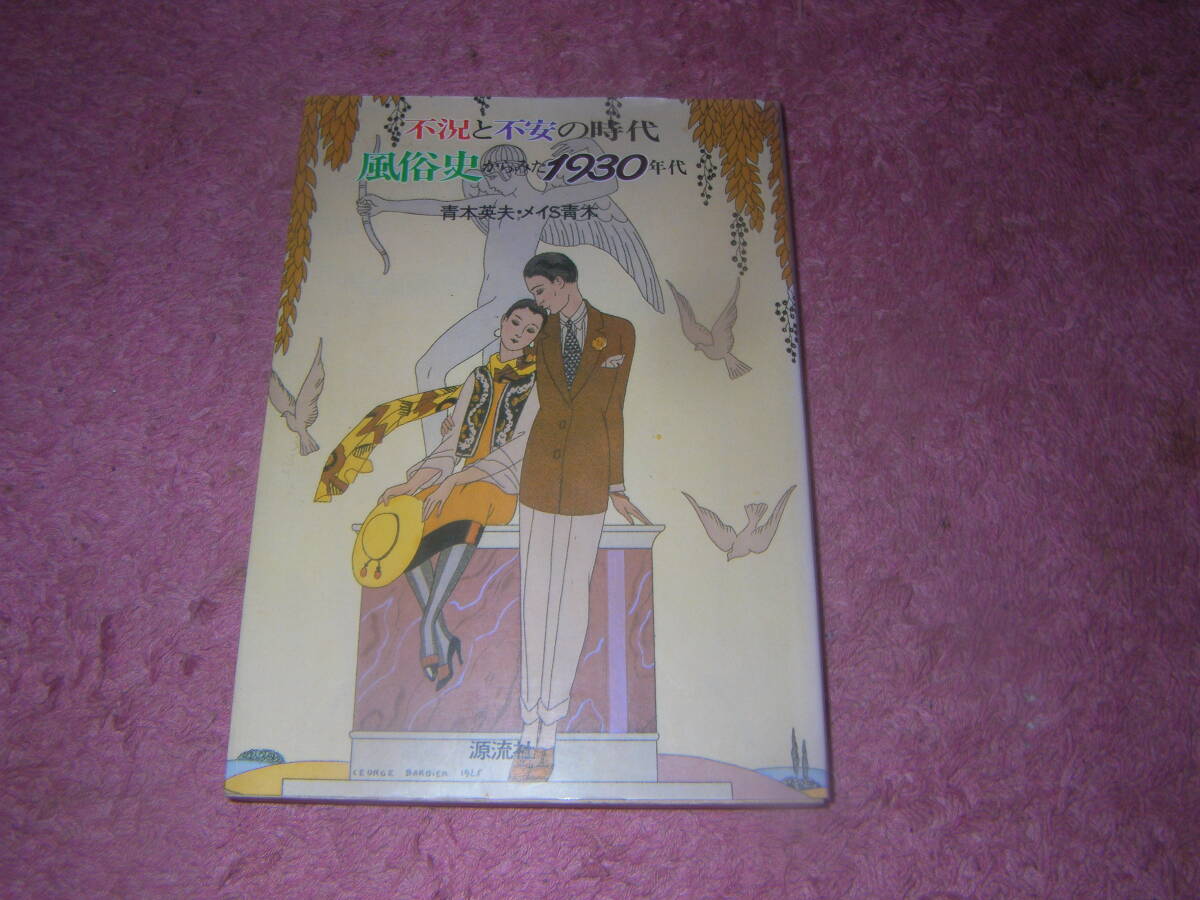 不況と不安の時代
風俗史からみた1930年代
青木英夫・メイS青木
源流社
GEORGE BARBIER 1925